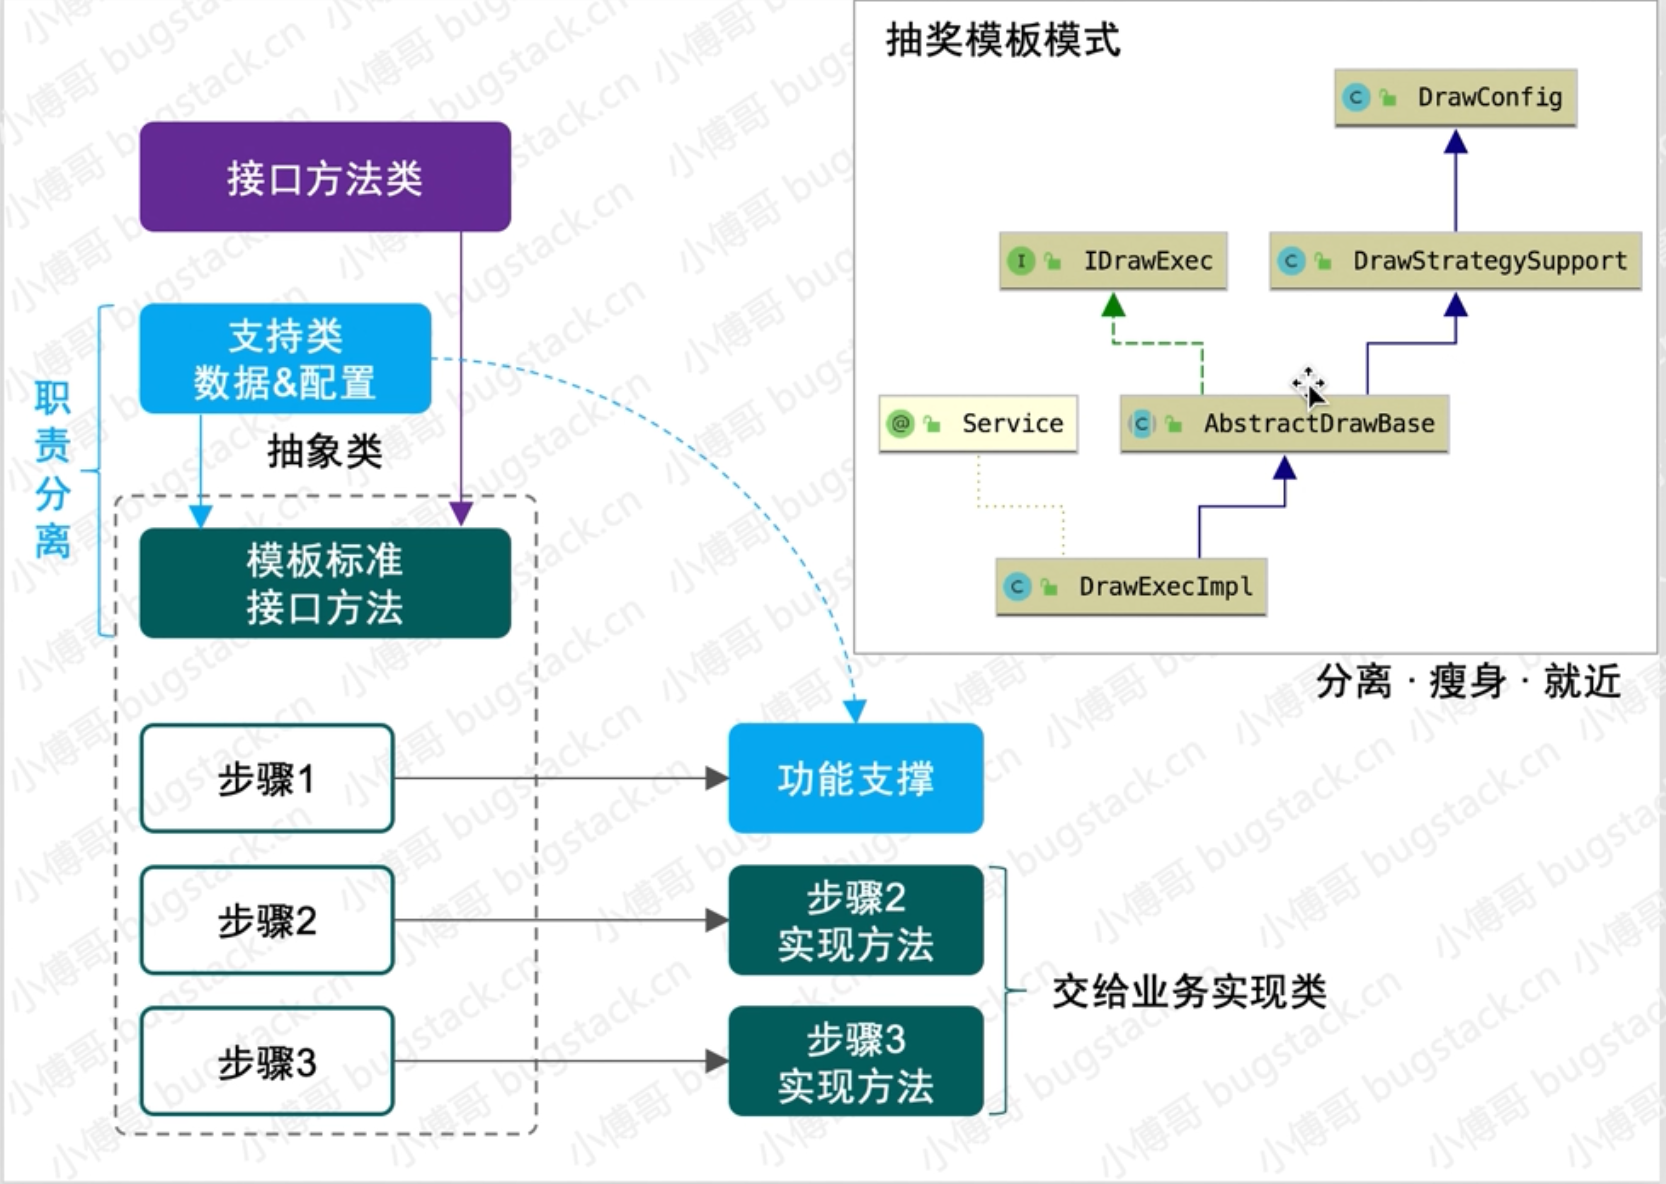 抽奖模板模式
DrawConfig
IDrawExec
DrawStrategySupport
Service
AbstractDrawBase
DrawExecImpl
分离 · 瘦身 · 就近
接口方法类
支持类
数据&配置
职
责
分
离
抽象类
模板标准
接口方法
步骤1
功能支撑
步骤2
步骤2
实现方法
步骤3
步骤3
实现方法
交给业务实现类
小傅哥 bugstack.cn